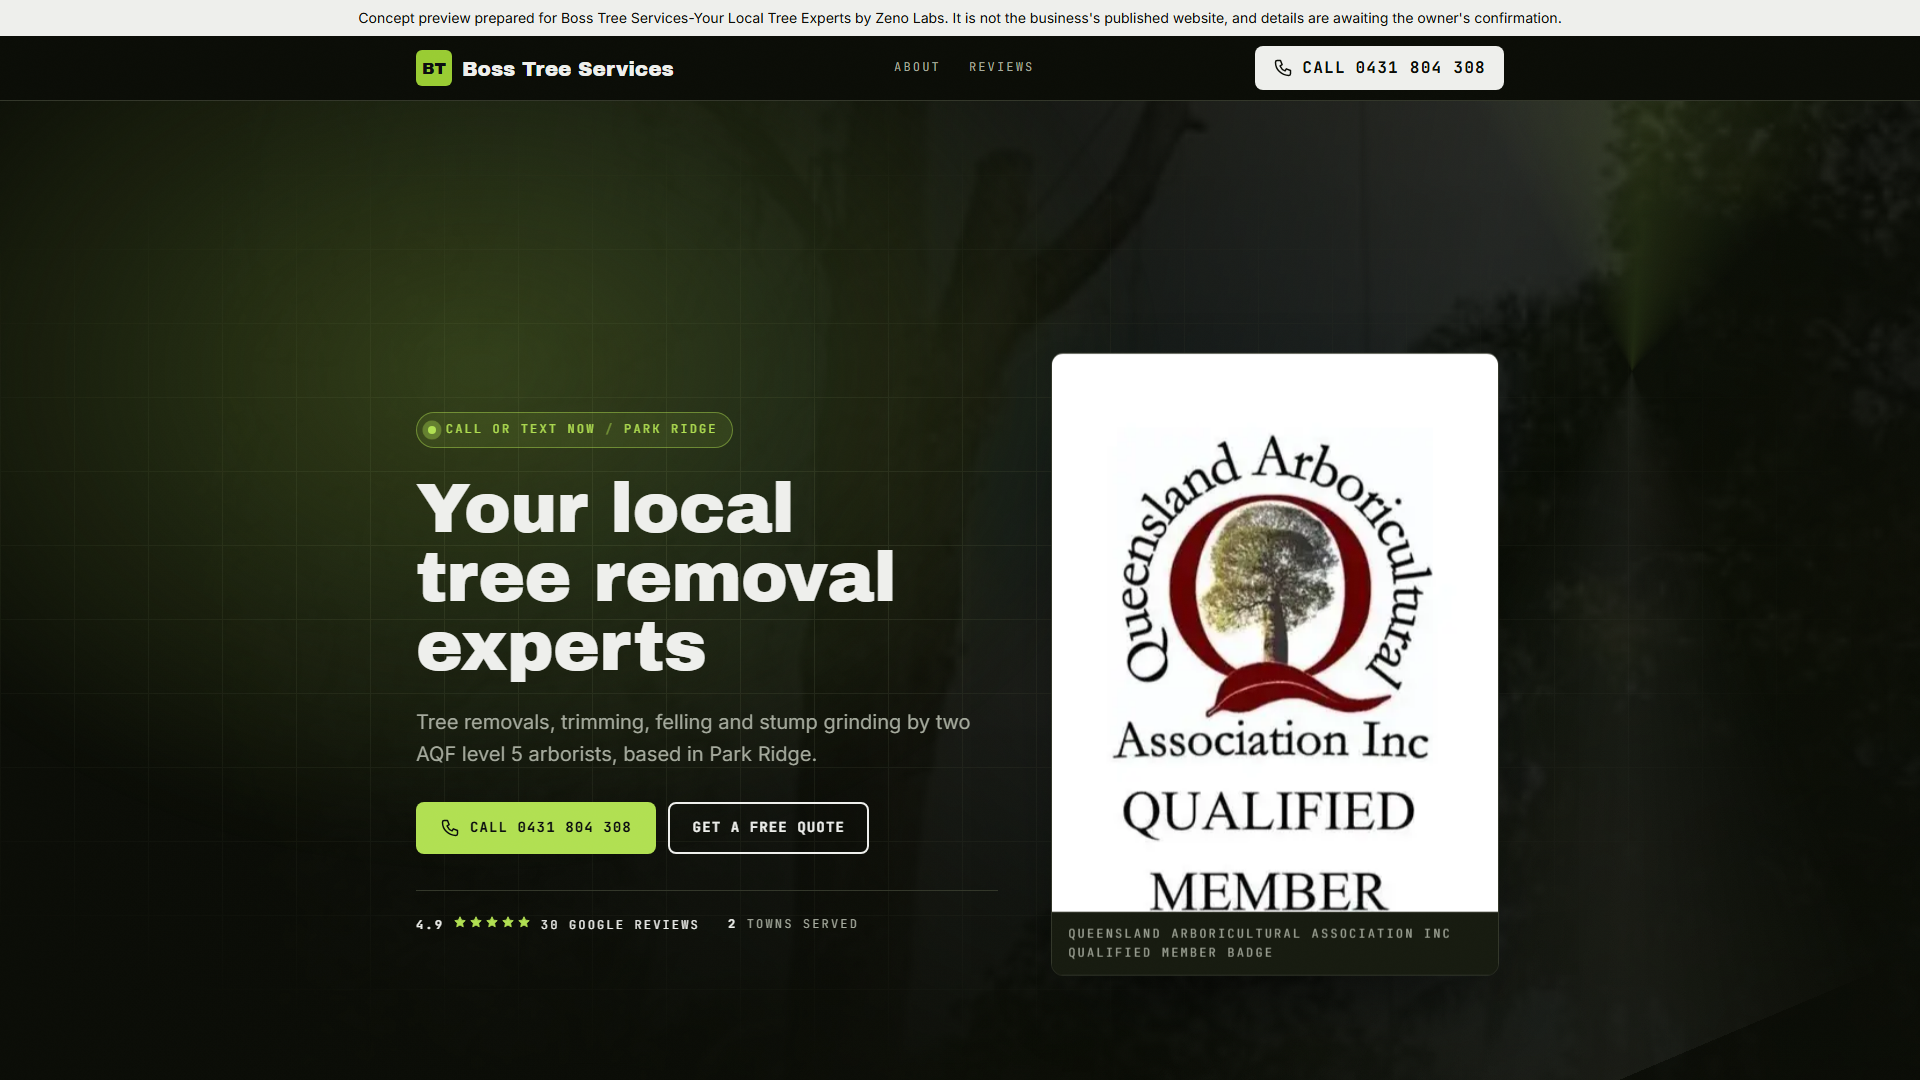 Concept preview prepared for Boss Tree Services-Your Local Tree Experts by Zeno Labs. It is not the business's published website, and details are awaiting the owner's confirmation.
BT Boss Tree Services
ABOUT REVIEWS
CALL 0431 804 308
CALL OR TEXT NOW / PARK RIDGE
Your local
tree removal
experts
Tree removals, trimming, felling and stump grinding by two
AQF level 5 arborists, based in Park Ridge.
CALL 0431 804 308
GET A FREE QUOTE
4.9 ★★★★★ 30 GOOGLE REVIEWS 2 TOWNS SERVED
Queensland Arboricultural
Association Inc
QUALIFIED
MEMBER
QUEENSLAND ARBORICULTURAL ASSOCIATION INC
QUALIFIED MEMBER BADGE